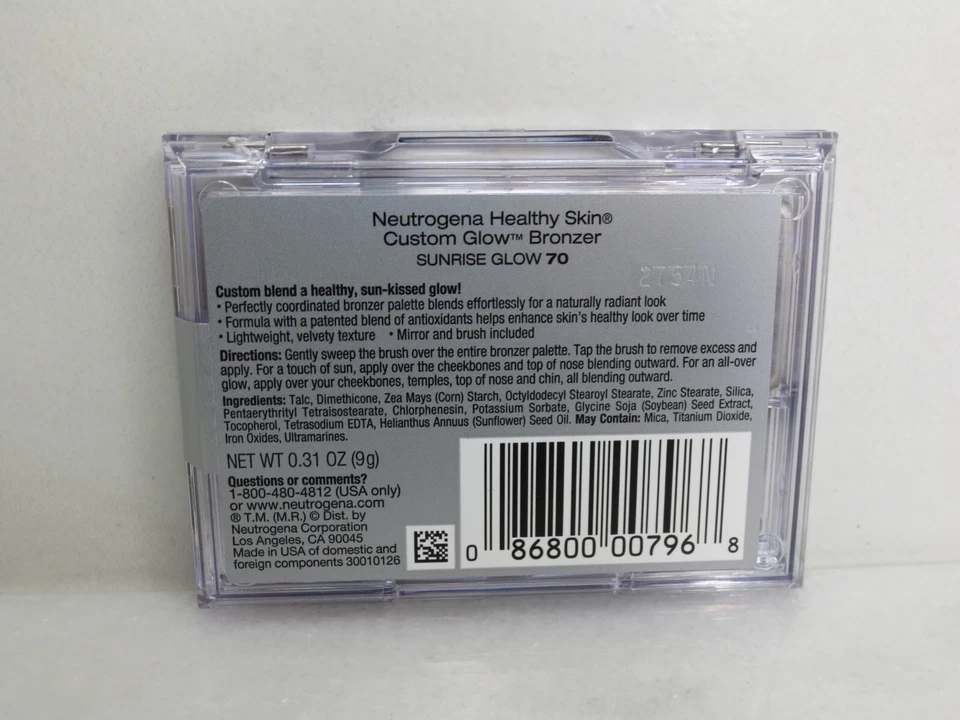 Neutrogena Healthy Skin®
Custom Glow™ Bronzer
SUNRISE GLOW 70
2754N
Custom blend a healthy, sun-kissed glow!
• Perfectly coordinated bronzer palette blends effortlessly for a naturally radiant look
• Formula with a patented blend of antioxidants helps enhance skin's healthy look over time
• Lightweight, velvety texture • Mirror and brush included
Directions: Gently sweep the brush over the entire bronzer palette. Tap the brush to remove excess and
apply. For a touch of sun, apply over the cheekbones and top of nose blending outward. For an all-over
glow, apply over your cheekbones, temples, top of nose and chin, all blending outward.
Ingredients: Talc, Dimethicone, Zea Mays (Corn) Starch, Octyldodecyl Stearoyl Stearate, Zinc Stearate, Silica,
Pentaerythrityl Tetraisostearate, Chlorphenesin, Potassium Sorbate, Glycine Soja (Soybean) Seed Extract,
Tocopherol, Tetrasodium EDTA, Helianthus Annuus (Sunflower) Seed Oil. May Contain: Mica, Titanium Dioxide,
Iron Oxides, Ultramarines.
NET WT 0.31 OZ (9g)
Questions or comments?
1-800-480-4812 (USA only)
or www.neutrogena.com
® T.M. (M.R.) © Dist. by
Neutrogena Corporation
Los Angeles, CA 90045
Made in USA of domestic and
foreign components 30010126
0 86800 00796 8